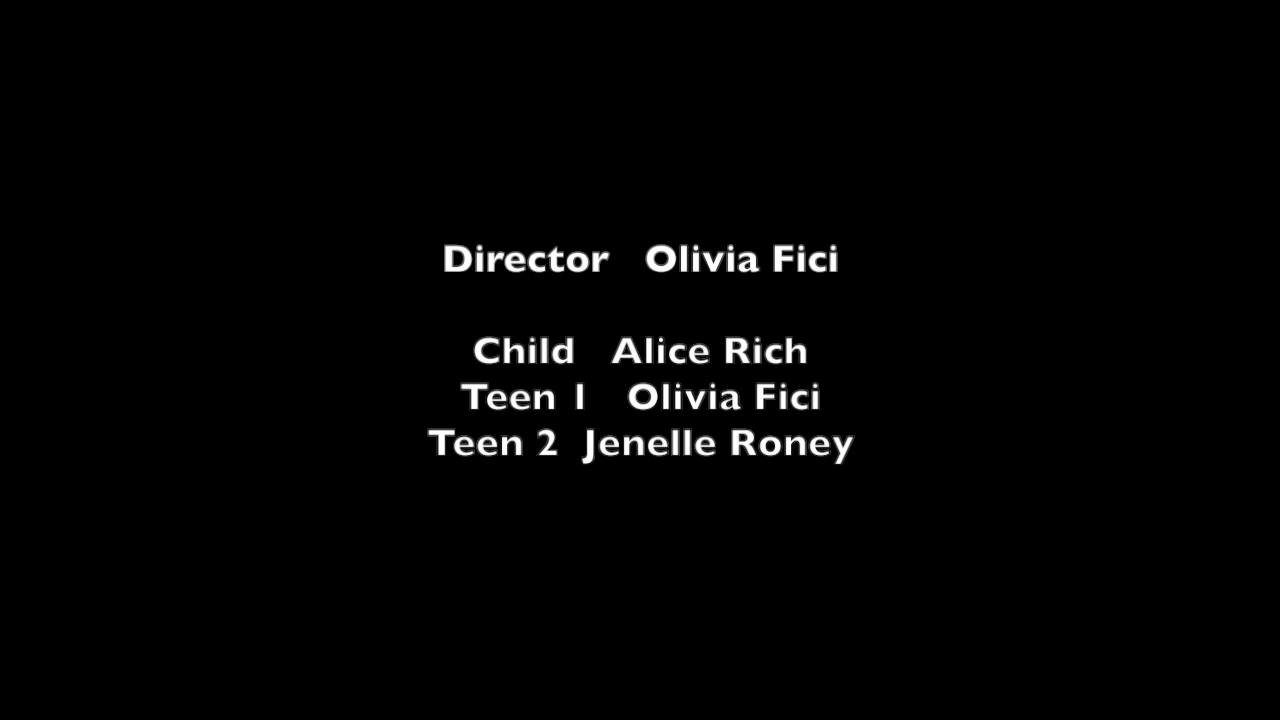 Director Olivia Fici
Child Alice Rich
Teen 1 Olivia Fici
Teen 2 Jenelle Roney